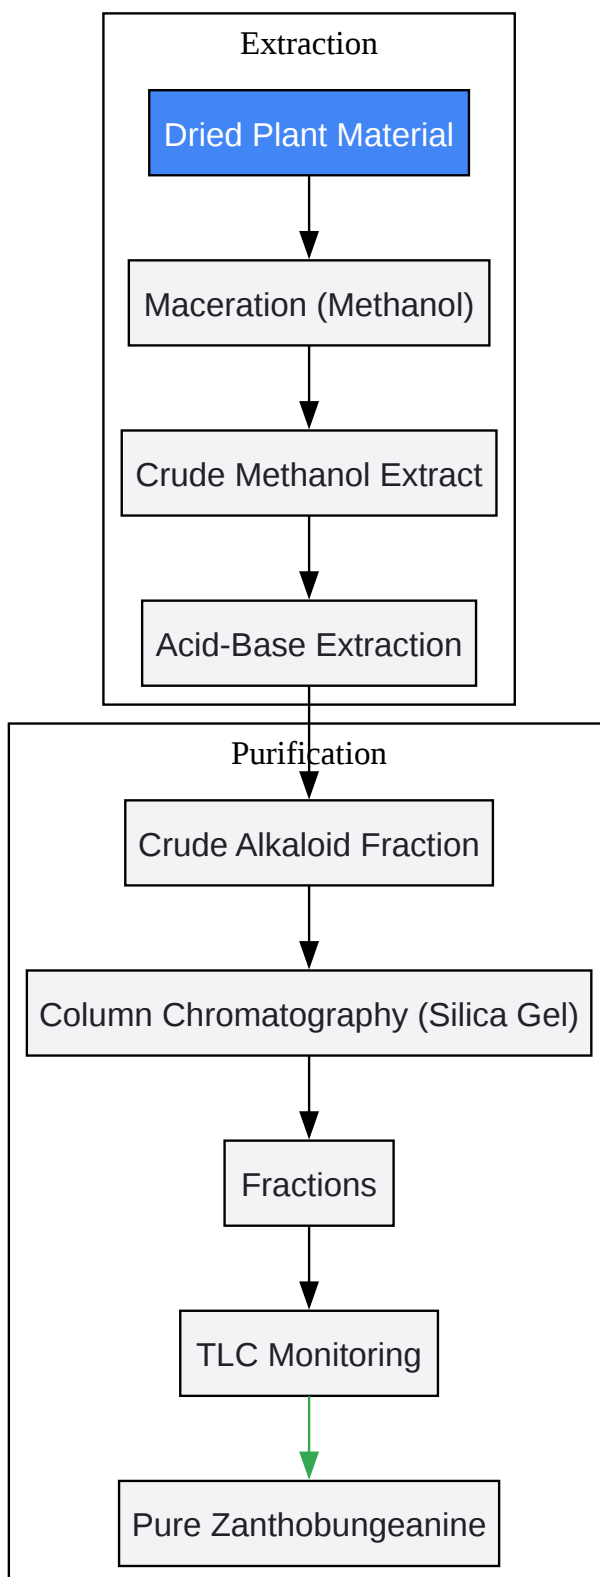 Extraction
Dried Plant Material
Maceration (Methanol)
Crude Methanol Extract
Acid-Base Extraction
Purification
Crude Alkaloid Fraction
Column Chromatography (Silica Gel)
Fractions
TLC Monitoring
Pure Zanthobungeanine